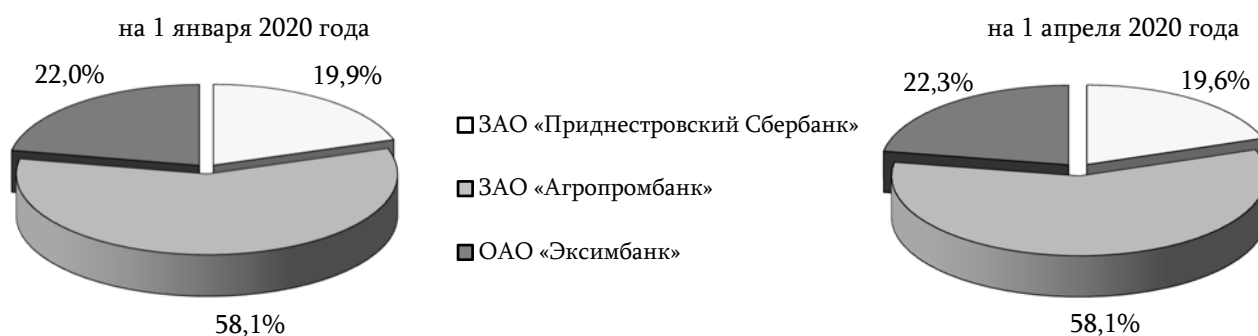 на 1 января 2020 года
22,0%
19,9%
58,1%
ЗАО «Приднестровский Сбербанк»
ЗАО «Агропромбанк»
ОАО «Эксимбанк»
на 1 апреля 2020 года
22,3%
19,6%
58,1%